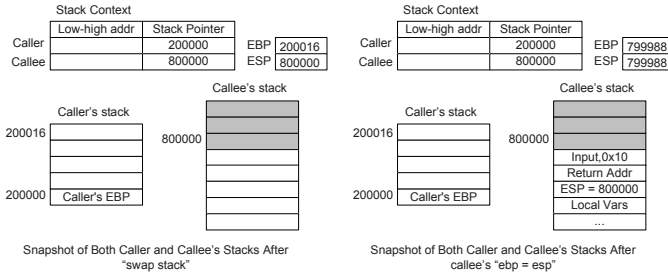 Stack Context
Low-high addr Stack Pointer
Caller 200000 EBP 200016
Callee 800000 ESP 800000
Callee's stack
Caller's stack
200016
800000
200000 Caller's EBP
Snapshot of Both Caller and Callee's Stacks After
“swap stack”
Stack Context
Low-high addr Stack Pointer
Caller 200000 EBP 799988
Callee 800000 ESP 799988
Callee's stack
Caller's stack
200016
800000
Input,0x10
Return Addr
200000 Caller's EBP ESP = 800000
Local Vars
...
Snapshot of Both Caller and Callee's Stacks After
callee's “ebp = esp”